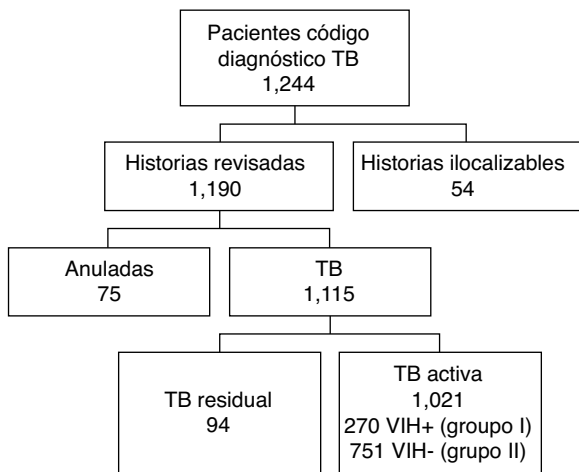 Pacientes código
diagnóstico TB
1,244
Historias revisadas
1,190
Historias ilocalizables
54
Anuladas
75
TB
1,115
TB residual
94
TB activa
1,021
270 VIH+ (groupo I)
751 VIH- (grupo II)